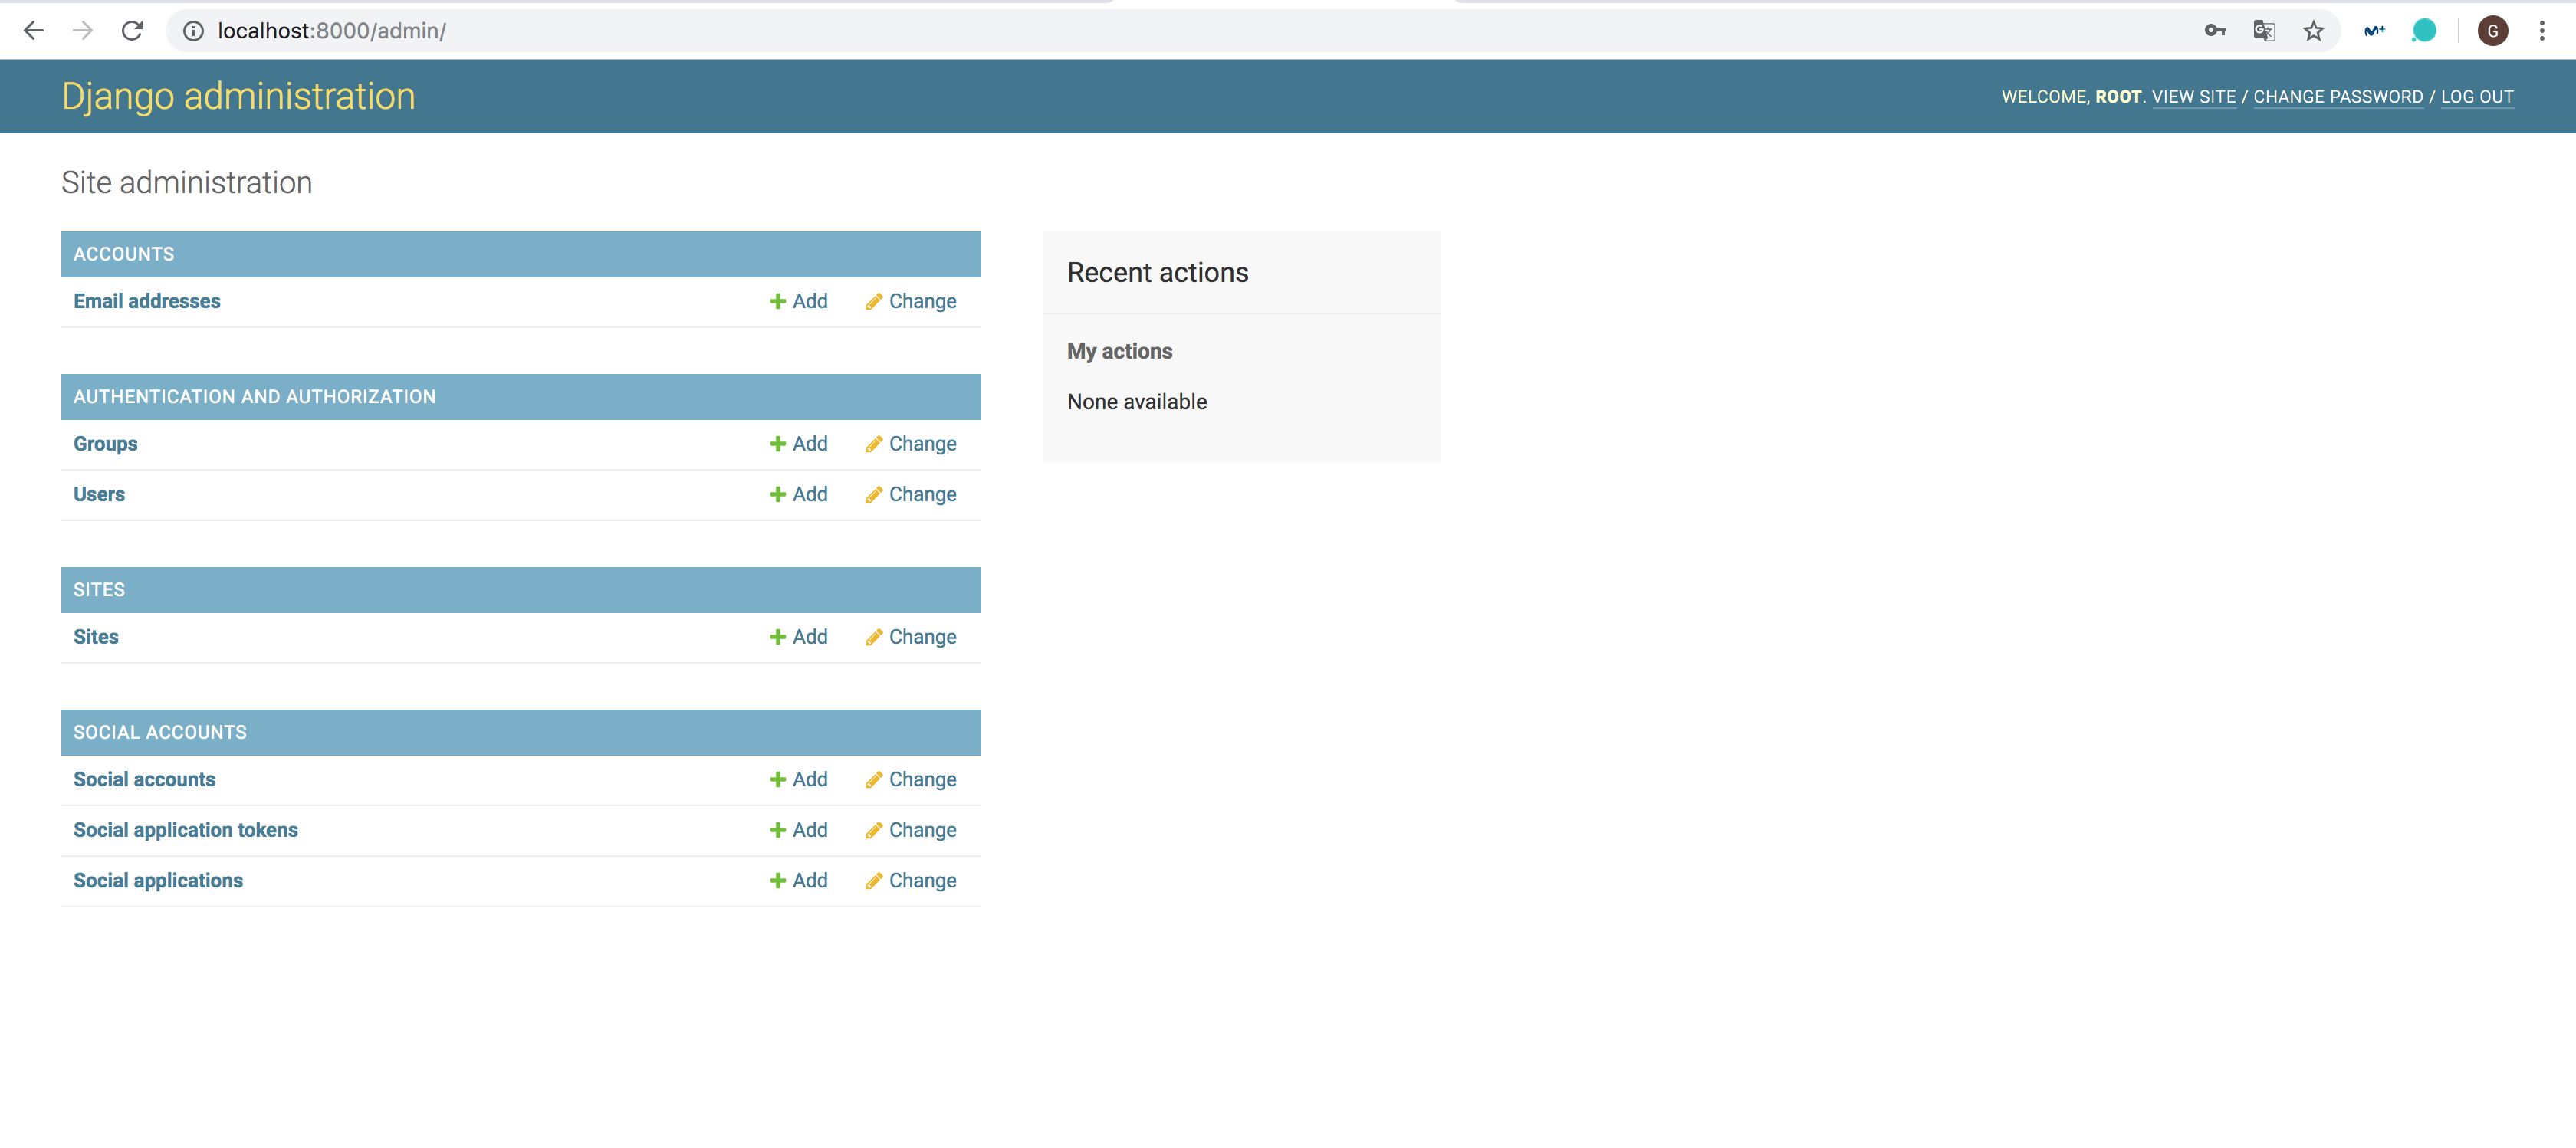 localhost:8000/admin/
G
Django administration
WELCOME, ROOT. VIEW SITE / CHANGE PASSWORD / LOG OUT
Site administration
ACCOUNTS
Email addresses Add Change
AUTHENTICATION AND AUTHORIZATION
Groups Add Change
Users Add Change
SITES
Sites Add Change
SOCIAL ACCOUNTS
Social accounts Add Change
Social application tokens Add Change
Social applications Add Change
Recent actions
My actions
None available